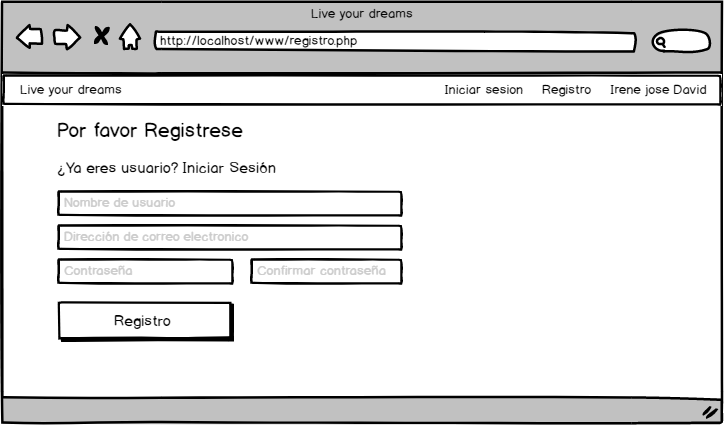 Live your dreams
http://localhost/www/registro.php
Live your dreams Iniciar sesion Registro Irene jose David
Por favor Registrese
¿Ya eres usuario? Iniciar Sesión
Nombre de usuario
Dirección de correo electronico
Contraseña Confirmar contraseña
Registro